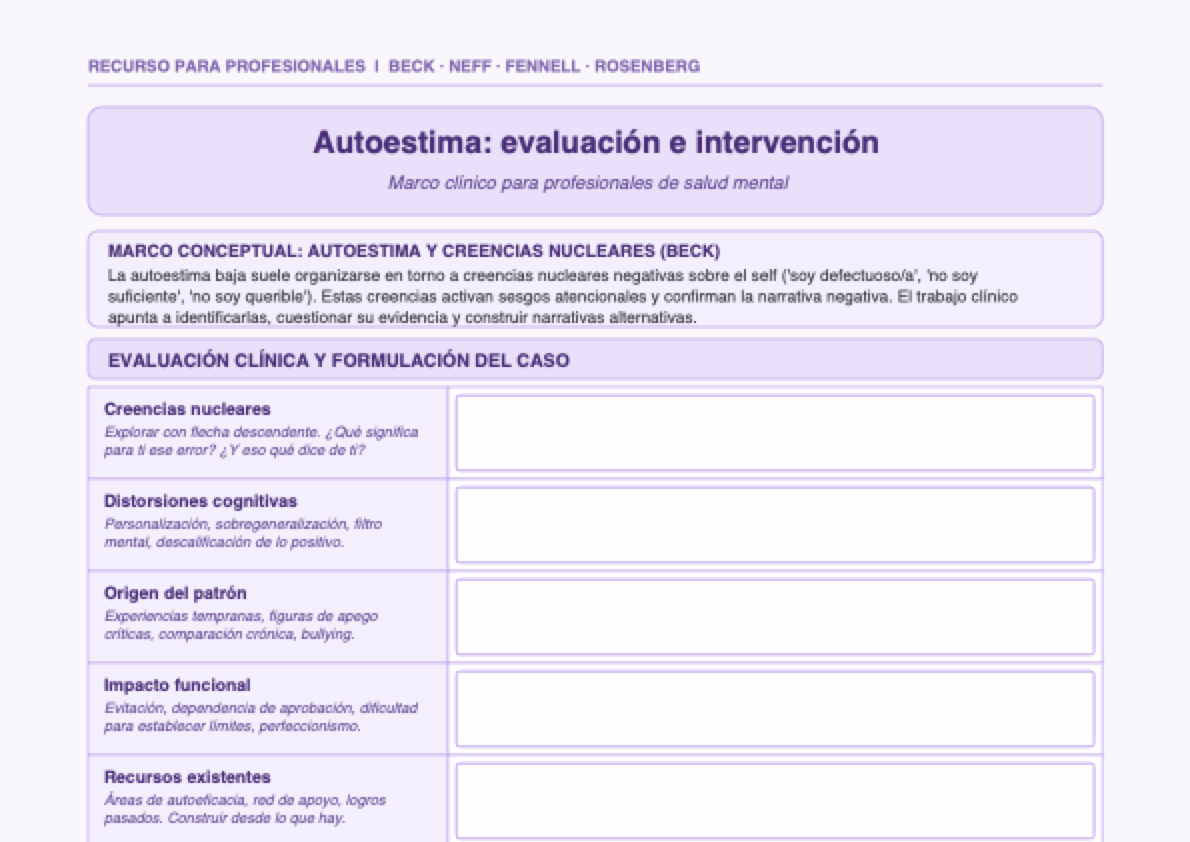 RECURSO PARA PROFESIONALES | BECK · NEFF · FENNELL · ROSENBERG
Autoestima: evaluación e intervención
Marco clínico para profesionales de salud mental
MARCO CONCEPTUAL: AUTOESTIMA Y CREENCIAS NUCLEARES (BECK)
La autoestima baja suele organizarse en torno a creencias nucleares negativas sobre el self ('soy defectuoso/a', 'no soy
suficiente', 'no soy querible'). Estas creencias activan sesgos atencionales y confirman la narrativa negativa. El trabajo clínico
apunta a identificarlas, cuestionar su evidencia y construir narrativas alternativas.
EVALUACIÓN CLÍNICA Y FORMULACIÓN DEL CASO
Creencias nucleares
Explorar con flecha descendente. ¿Qué significa
para ti ese error? ¿Y eso qué dice de ti?
Distorsiones cognitivas
Personalización, sobregeneralización, filtro
mental, descalificación de lo positivo.
Origen del patrón
Experiencias tempranas, figuras de apego
críticas, comparación crónica, bullying.
Impacto funcional
Evitación, dependencia de aprobación, dificultad
para establecer límites, perfeccionismo.
Recursos existentes
Áreas de autoeficacia, red de apoyo, logros
pasados. Construir desde lo que hay.